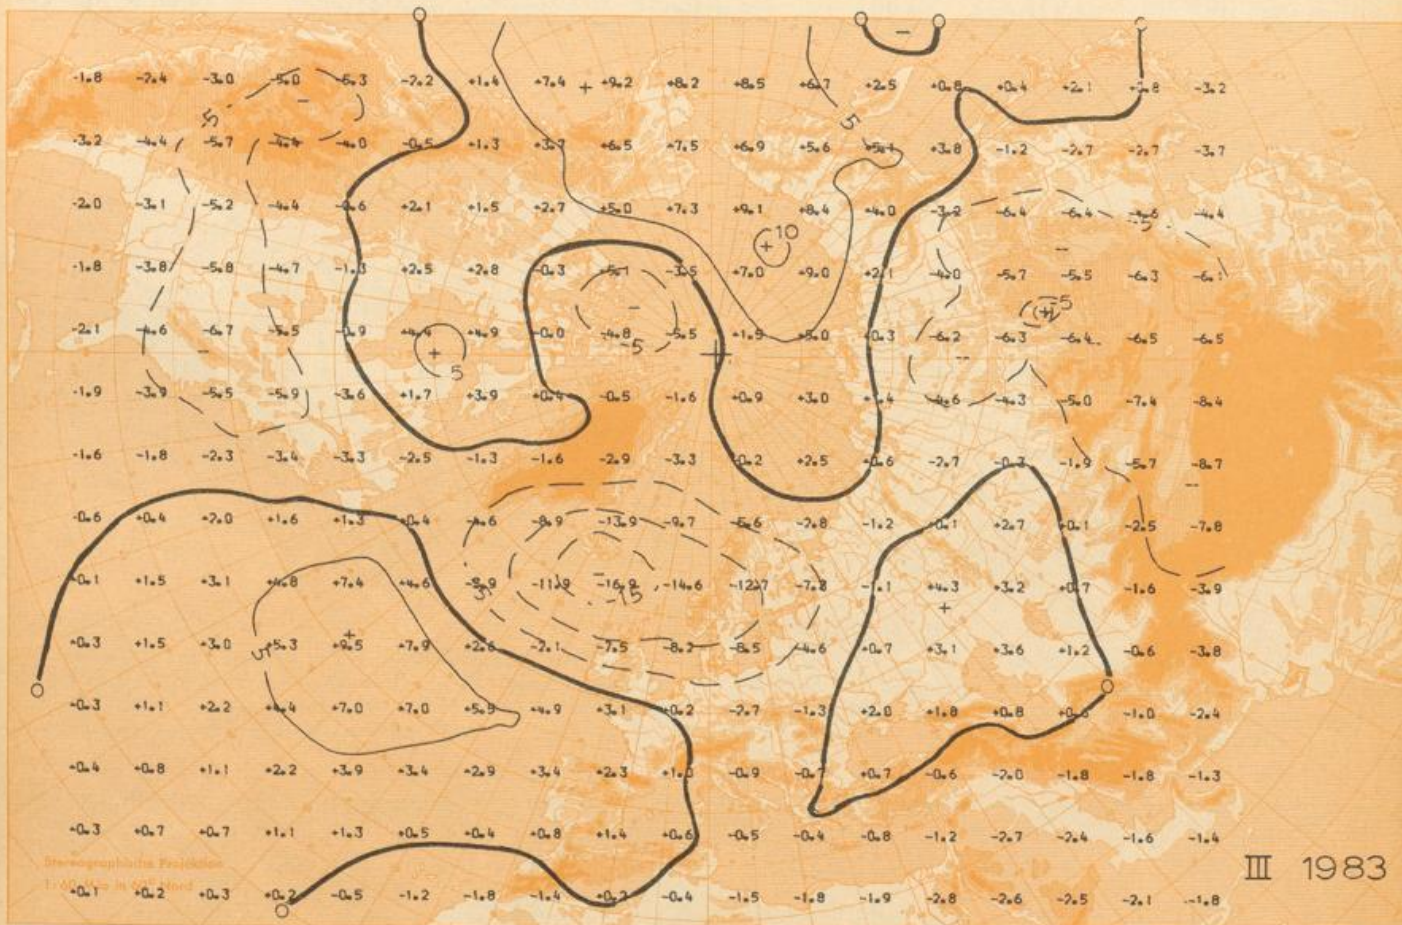 -1.8 -2.4 -3.0 -5.0 -5.3 -2.2 +1.4 +7.4 +9.2 +8.2 +8.5 +6.7 +2.5 +0.8 +0.4 +2.1 +0.8 -3.2
-5
5
-3.2 -4.4 -5.7 -4.4 -4.0 -0.5 +1.3 +3.7 +6.5 +7.5 +6.9 +5.6 +5.1 +3.8 -1.2 -2.7 -2.7 -3.7
-2.0 -3.1 -5.2 -4.4 -0.6 +2.1 +1.5 +2.7 +5.0 +7.3 +9.1 +8.4 +4.0 -3.2 -6.4 -6.4 -4.6 -4.4
+10 -5
-1.8 -3.8 -5.8 -4.7 -1.3 +2.5 +2.8 -0.3 -5.1 -3.5 +7.0 +9.0 +2.1 -4.0 -5.7 -5.5 -6.3 -6.1
-5
-2.1 -4.6 -6.7 -5.5 -0.9 +4.4 +4.9 -0.0 -4.8 -5.5 +1.5 +5.0 +0.3 -6.2 -6.3 -6.4 -6.5 -6.5
-5
5
-1.9 -3.9 -5.5 -5.9 -3.6 +1.7 +3.9 +0.4 -0.5 -1.6 +0.9 +3.0 +1.4 -4.6 -4.3 -5.0 -7.4 -8.4
-1.6 -1.8 -2.3 -3.4 -3.3 -2.5 -1.3 -1.6 -2.9 -3.3 -0.2 +2.5 +0.6 -2.7 -0.3 -1.9 -5.7 -8.7
-0.6 +0.4 +2.0 +1.6 +1.3 +0.4 -4.6 -8.9 -13.9 -9.7 -5.6 -2.8 -1.2 +0.1 +2.7 +0.1 -2.5 -7.8
+0.1 +1.5 +3.1 +4.8 +7.4 +4.6 -5.9 -11.9 -16.9 -14.6 -12.7 -7.8 -1.1 +4.3 +3.2 +0.7 -1.6 -3.9
-5 -15
+0.3 +1.5 +3.0 +5.3 +9.5 +7.9 +2.6 -2.1 -7.5 -8.2 -8.5 -4.6 +0.7 +3.1 +3.6 +1.2 -0.6 -3.8
5
+0.3 +1.1 +2.2 +4.4 +7.0 +7.0 +5.5 +4.9 +3.1 +0.2 -2.7 -1.3 +2.0 +1.8 +0.8 -1.0 -2.4
+0.4 +0.8 +1.1 +2.2 +3.9 +3.4 +2.9 +3.4 +2.3 +1.0 -0.9 -0.7 +0.7 -0.6 -2.0 -1.8 -1.8 -1.3
+0.3 +0.7 +0.7 +1.1 +1.3 +0.5 +0.4 +0.8 +1.4 +0.6 -0.5 -0.4 -0.8 -1.2 -2.7 -2.4 -1.6 -1.4
Stereographische Projektion
III 1983
+0.1 +0.2 +0.3 +0.2 -0.5 -1.2 -1.8 -1.4 +0.2 -0.4 -1.5 -1.8 -1.9 -2.8 -2.6 -2.5 -2.1 -1.8